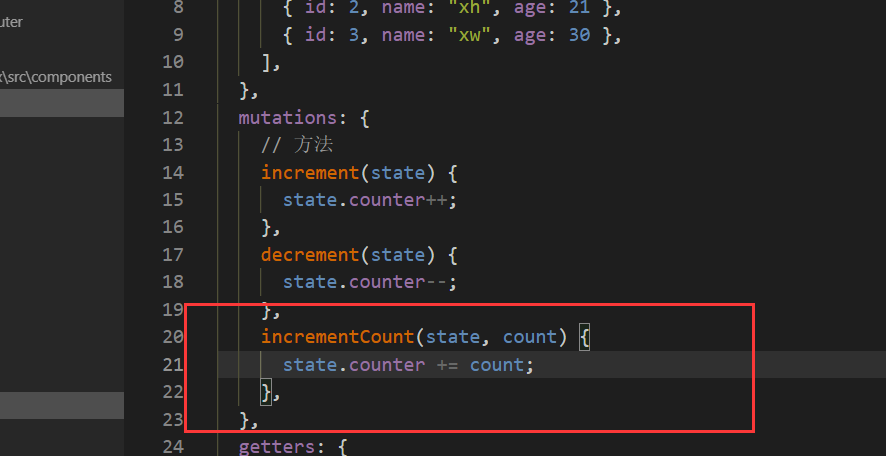 uter
x\src\components
8 { id: 2, name: "xh", age: 21 },
9 { id: 3, name: "xw", age: 30 },
10 ],
11 },
12 mutations: {
13 // 方法
14 increment(state) {
15 state.counter++;
16 },
17 decrement(state) {
18 state.counter--;
19 },
20 incrementCount(state, count) {
21 state.counter += count;
22 },
23 },
24 getters: {